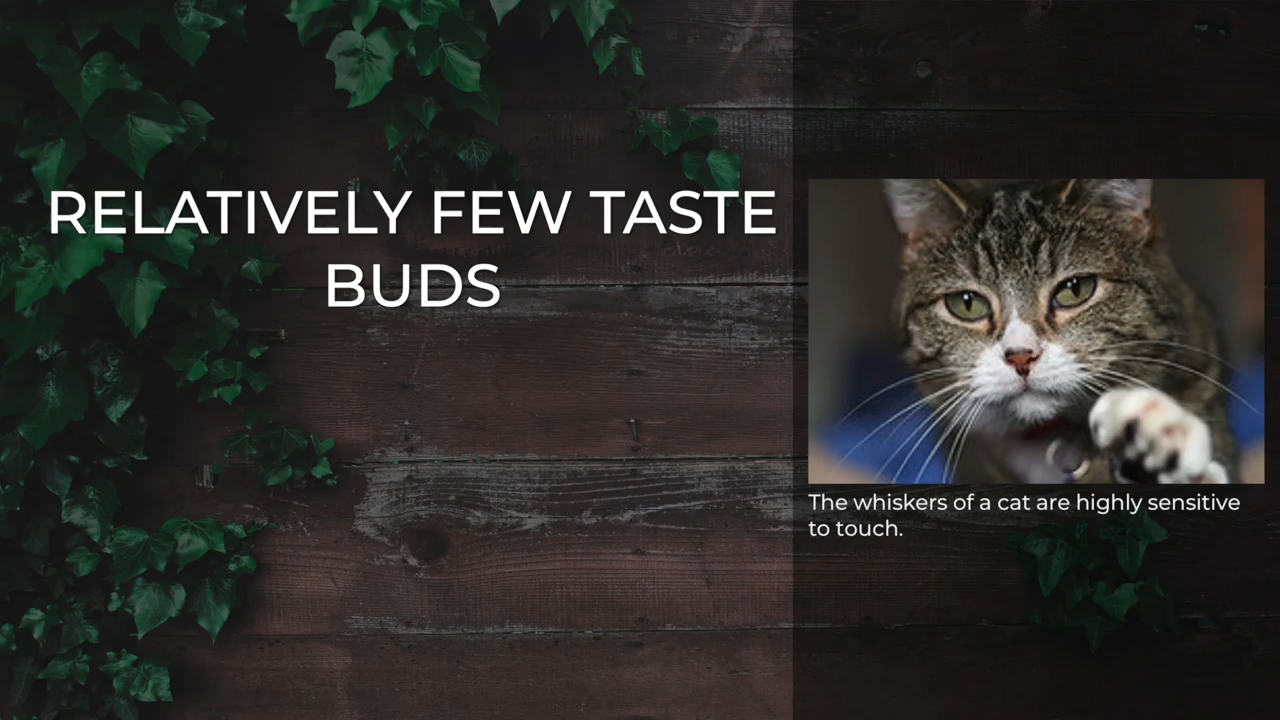 RELATIVELY FEW TASTE
BUDS
The whiskers of a cat are highly sensitive
to touch.